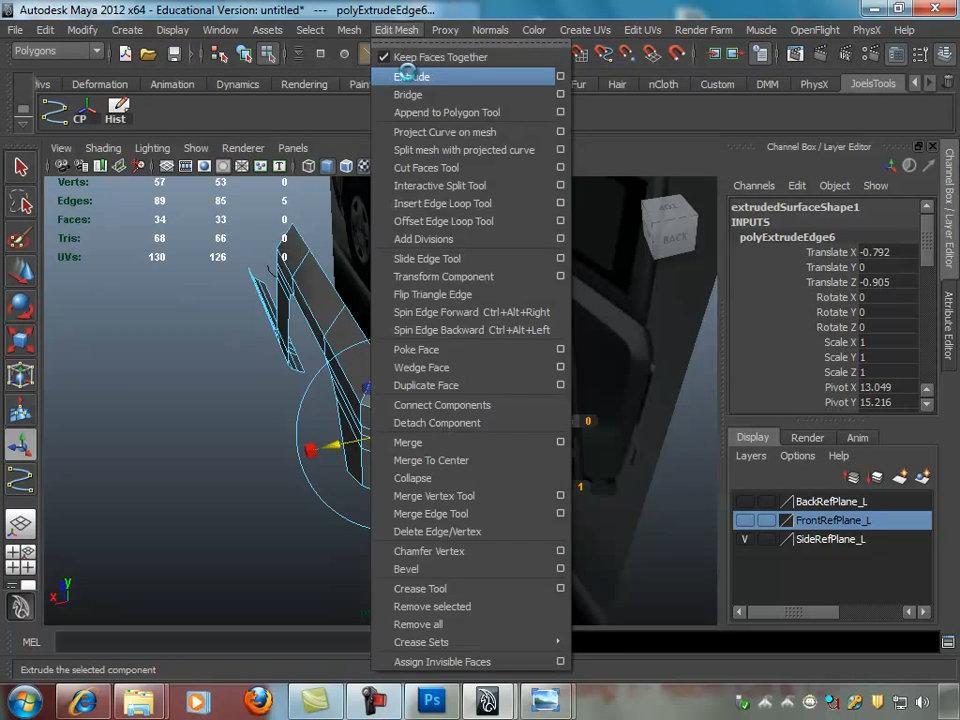 Autodesk Maya 2012 x64 - Educational Version: untitled* --- polyExtrudeEdge6...
File Edit Modify Create Display Window Assets Select Mesh Edit Mesh Proxy Normals Color Create UVs Edit UVs Render Farm Muscle OpenFlight PhysX
Polygons
Keep Faces Together
Extrude
Bridge
Append to Polygon Tool
Project Curve on mesh
Split mesh with projected curve
Cut Faces Tool
Interactive Split Tool
Insert Edge Loop Tool
Offset Edge Loop Tool
Add Divisions
Slide Edge Tool
Transform Component
Flip Triangle Edge
Spin Edge Forward Ctrl+Alt+Right
Spin Edge Backward Ctrl+Alt+Left
Poke Face
Wedge Face
Duplicate Face
Connect Components
Detach Component
Merge
Merge To Center
Collapse
Merge Vertex Tool
Merge Edge Tool
Delete Edge/Vertex
Chamfer Vertex
Bevel
Crease Tool
Remove selected
Remove all
Crease Sets
Assign Invisible Faces
Deformation Animation Dynamics Rendering
Fur Hair nCloth Custom DMM PhysX JoelsTools
CP Hist
View Shading Lighting Show Renderer Panels
Verts: 57 53 0
Edges: 89 85 5
Faces: 34 33 0
Tris: 68 66 0
UVs: 130 126 0
BACK
0
1
y
x
Channel Box / Layer Editor
Channels Edit Object Show
extrudedSurfaceShape1
INPUTS
polyExtrudeEdge6
Translate X -0.792
Translate Y 0
Translate Z -0.905
Rotate X 0
Rotate Y 0
Rotate Z 0
Scale X 1
Scale Y 1
Scale Z 1
Pivot X 13.049
Pivot Y 15.216
Display Render Anim
Layers Options Help
BackRefPlane_L
FrontRefPlane_L
V SideRefPlane_L
Channel Box / Layer Editor
Attribute Editor
MEL
Extrude the selected component
Ps